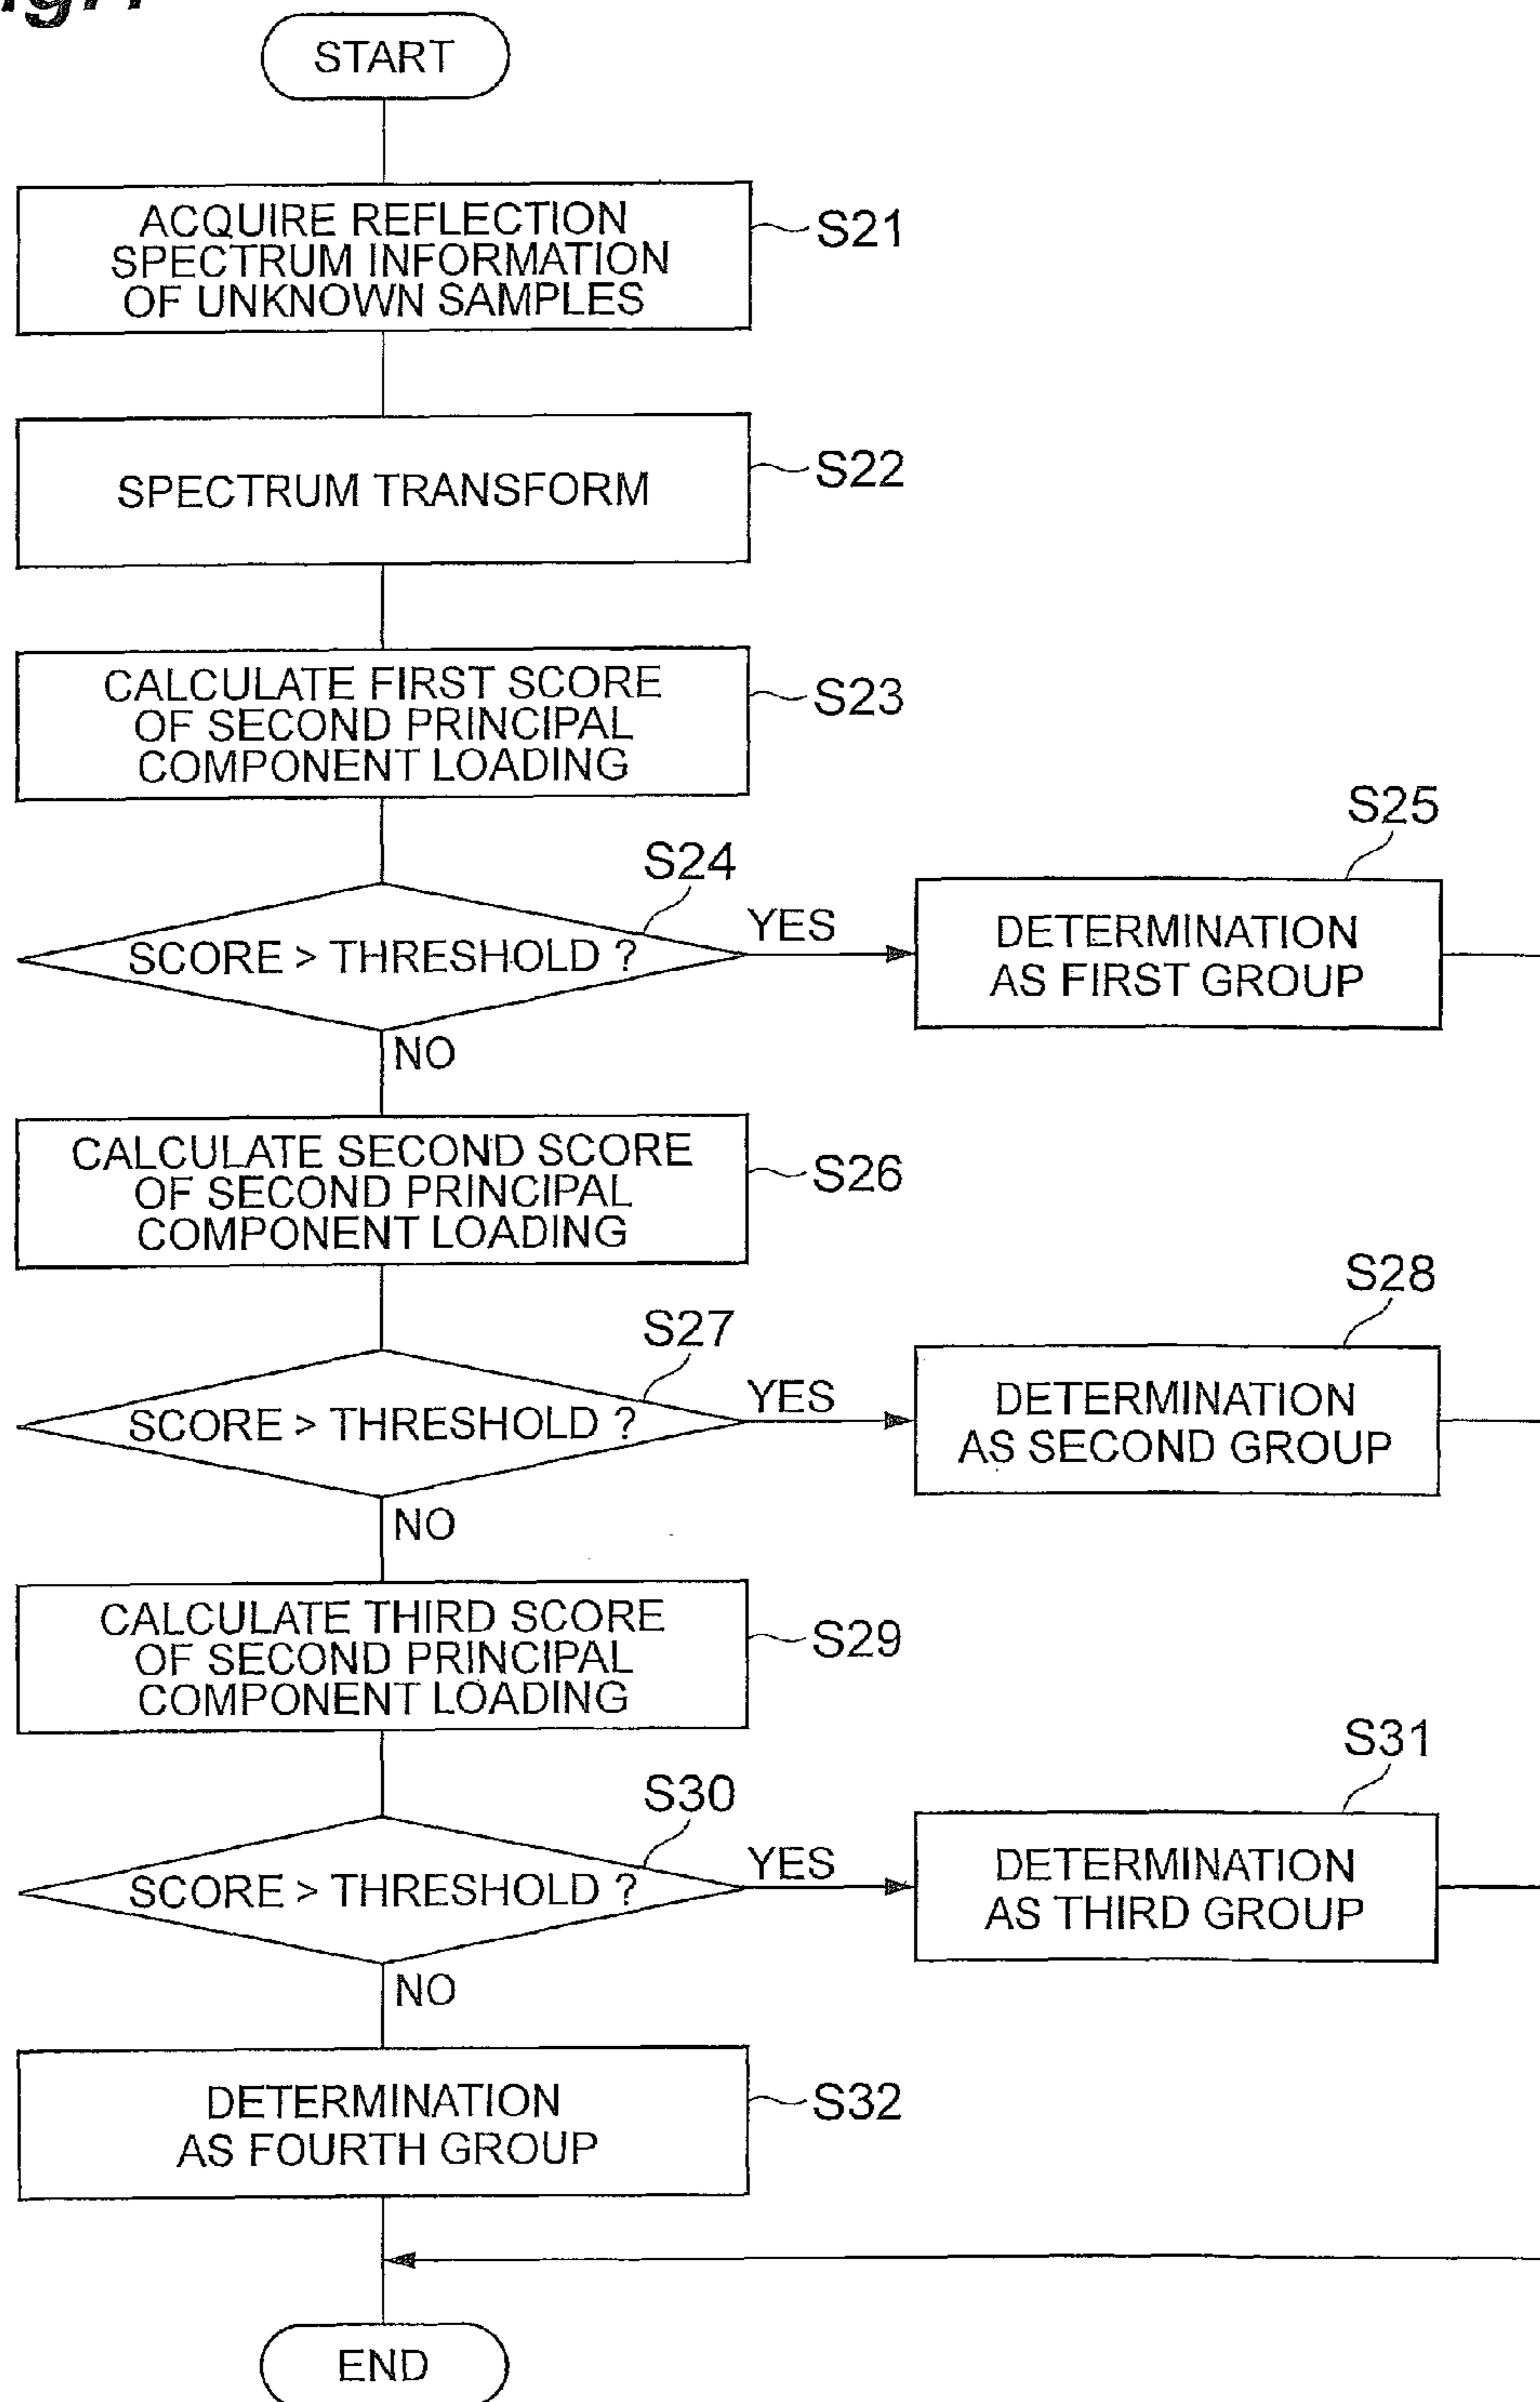 START
ACQUIRE REFLECTION
SPECTRUM INFORMATION
OF UNKNOWN SAMPLES
S21
SPECTRUM TRANSFORM
S22
CALCULATE FIRST SCORE
OF SECOND PRINCIPAL
COMPONENT LOADING
S23
S24
SCORE > THRESHOLD ?
YES
S25
DETERMINATION
AS FIRST GROUP
NO
CALCULATE SECOND SCORE
OF SECOND PRINCIPAL
COMPONENT LOADING
S26
S27
SCORE > THRESHOLD ?
YES
S28
DETERMINATION
AS SECOND GROUP
NO
CALCULATE THIRD SCORE
OF SECOND PRINCIPAL
COMPONENT LOADING
S29
S30
SCORE > THRESHOLD ?
YES
S31
DETERMINATION
AS THIRD GROUP
NO
DETERMINATION
AS FOURTH GROUP
S32
END